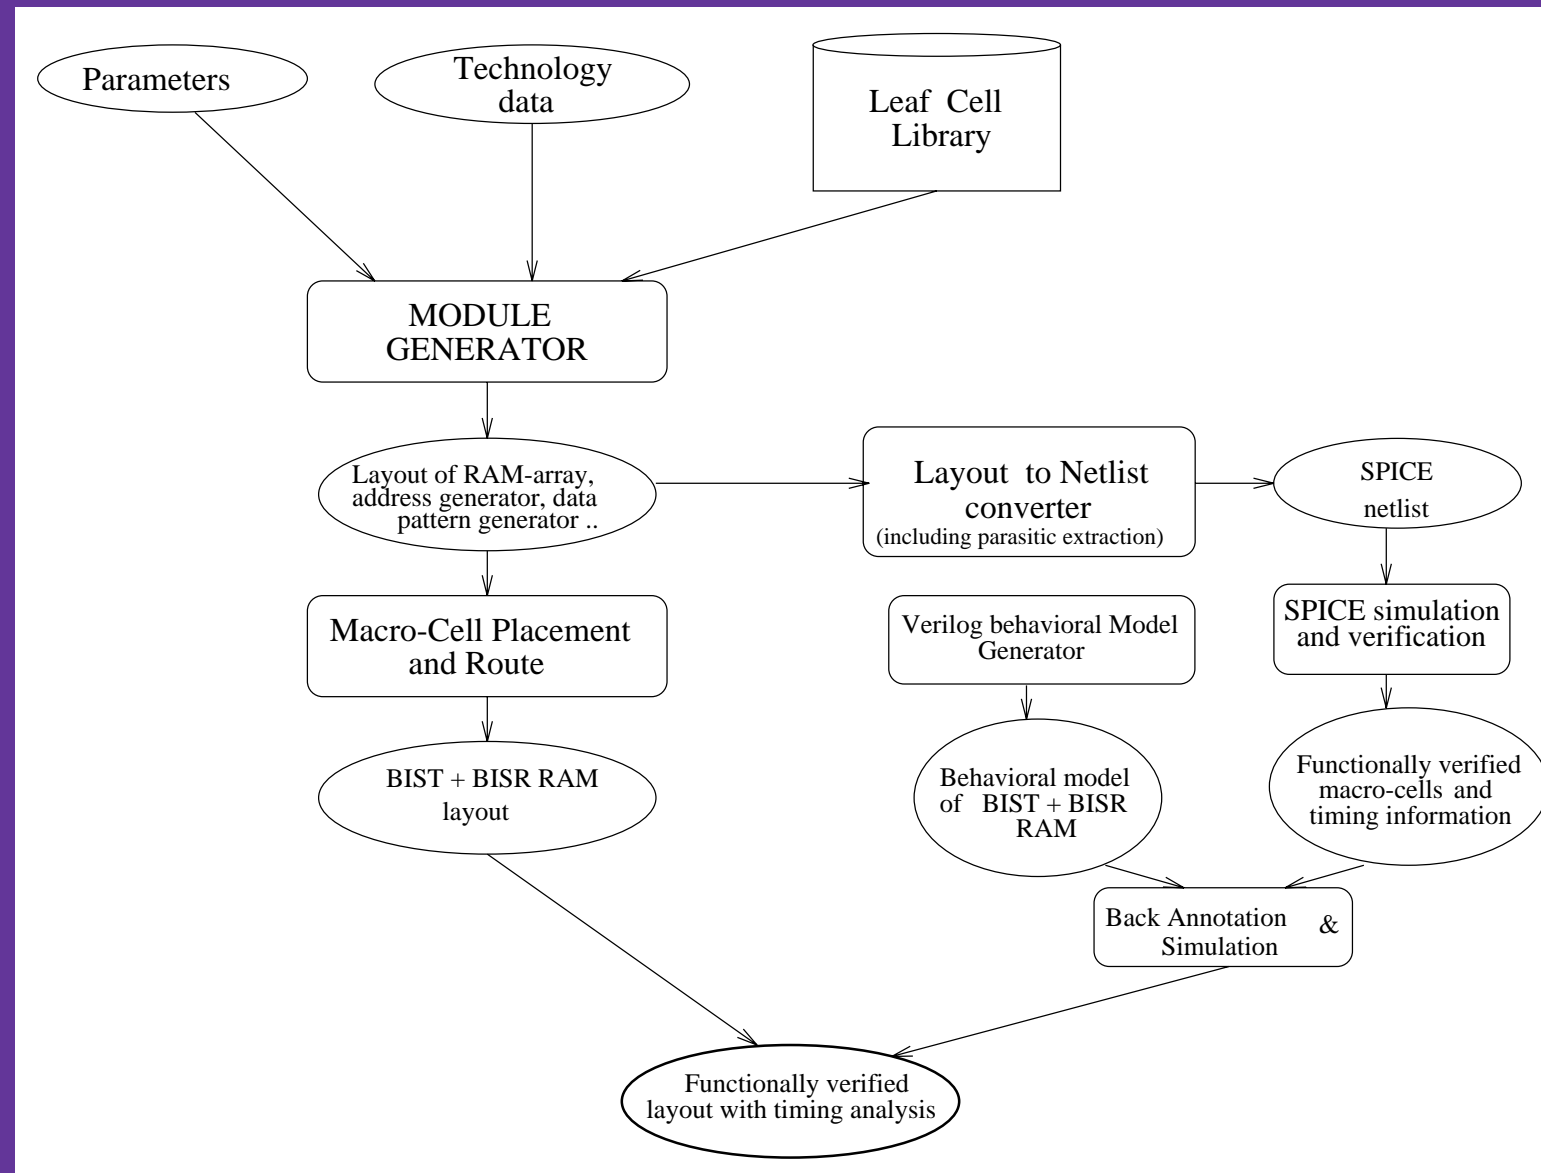 Parameters
Technology
data
Leaf Cell
Library
MODULE
GENERATOR
Layout of RAM-array,
address generator, data
pattern generator ..
Layout to Netlist
converter
(including parasitic extraction)
SPICE
netlist
Macro-Cell Placement
and Route
Verilog behavioral Model
Generator
SPICE simulation
and verification
BIST + BISR RAM
layout
Behavioral model
of BIST + BISR
RAM
Functionally verified
macro-cells and
timing information
Back Annotation &
Simulation
Functionally verified
layout with timing analysis